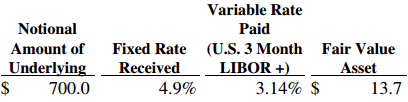 Variable Rate
Notional Paid
Amount of Fixed Rate (U.S. 3 Month Fair Value
Underlying Received LIBOR +) Asset
$ 700.0 4.9% 3.14% $ 13.7